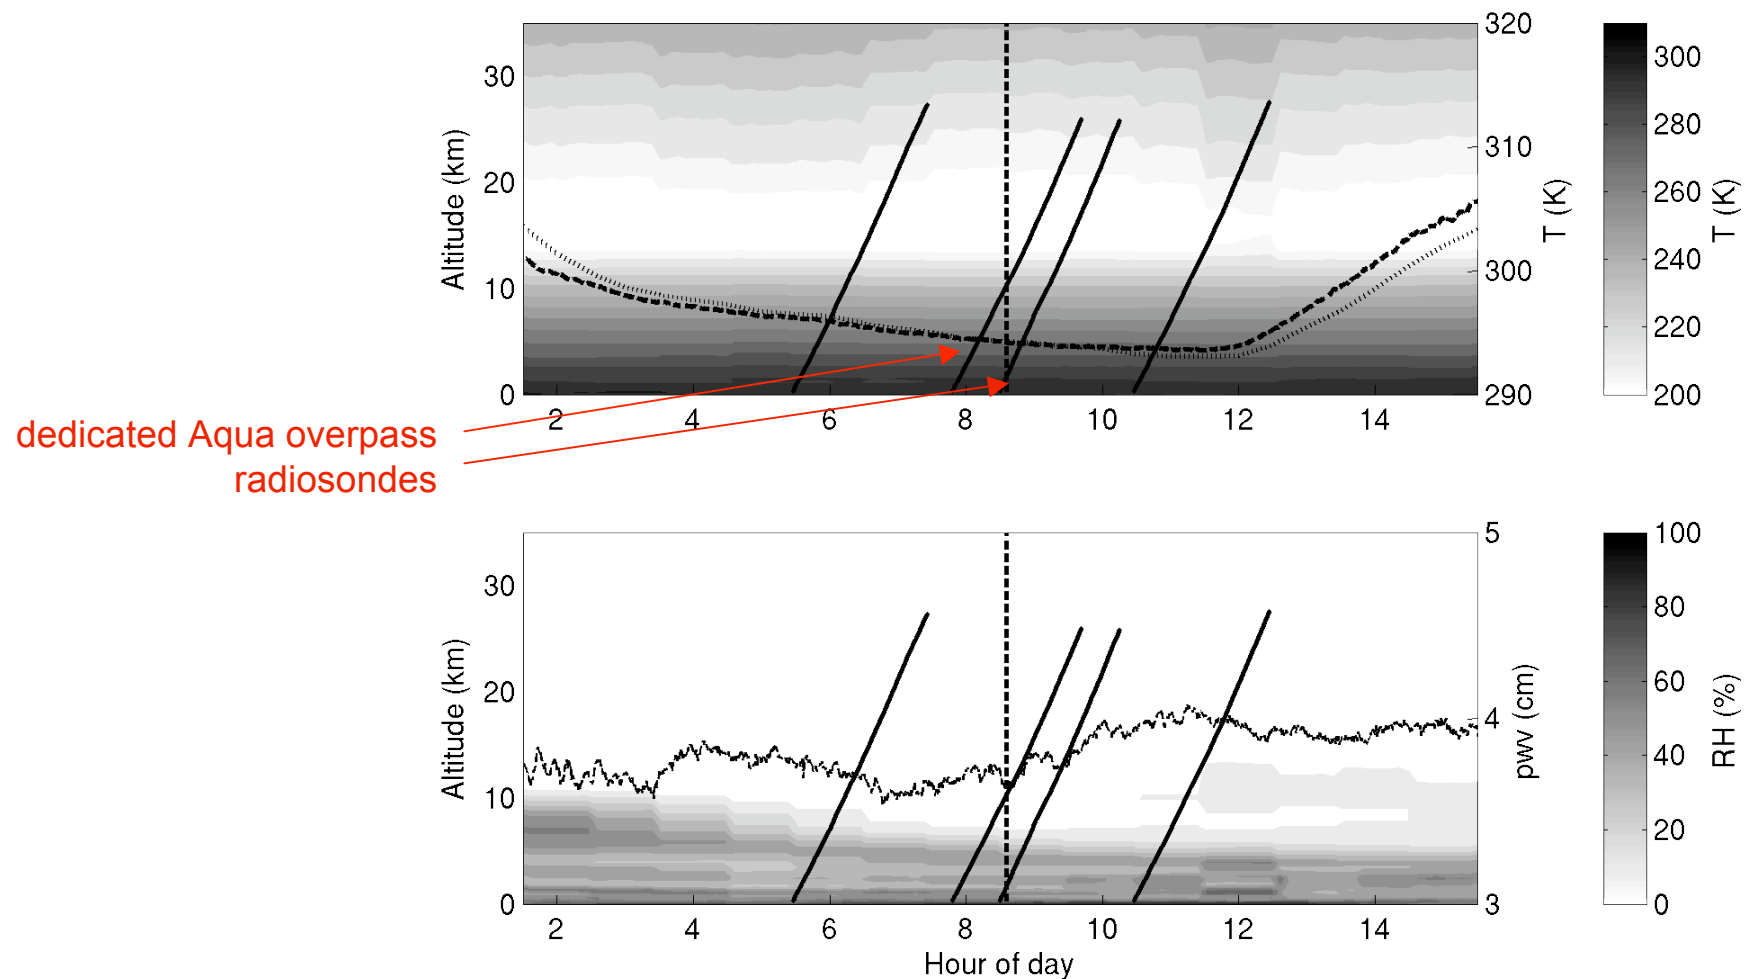 320
300
30
310
280
Altitude (km)
20
T (K)
260
T (K)
240
10
300
220
0
290
200
2 4 6 8 10 12 14
dedicated Aqua overpass
radiosondes
5
100
30
80
Altitude (km)
20
4
pwv (cm)
60
RH (%)
40
10
20
0
3
0
2 4 6 8 10 12 14
Hour of day